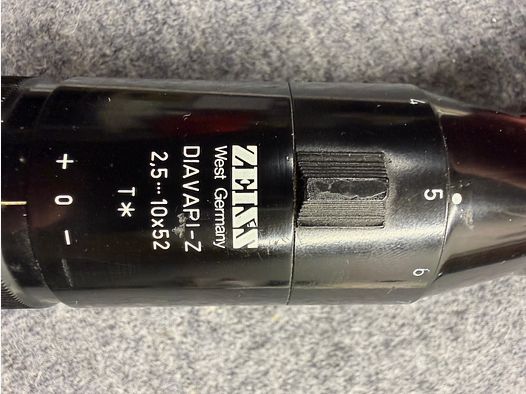 ZEISS
West Germany
DIAVARI-Z
2,5···10x52
T*
+ 0 -
4
5
6